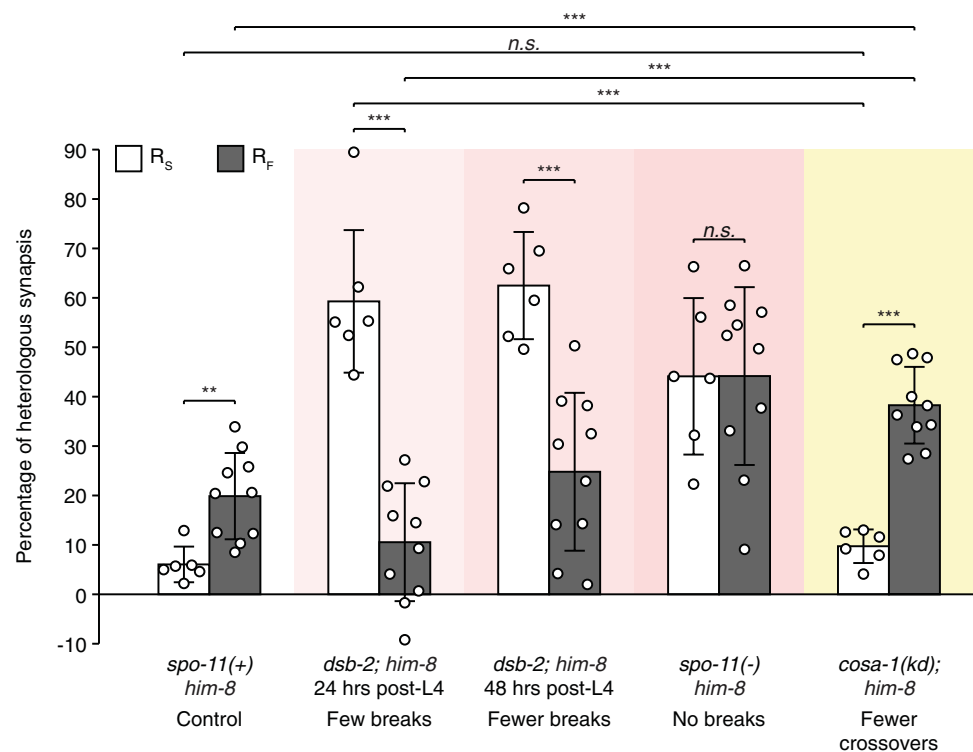 ***
n.s.
***
***
***
***
n.s.
***
**
R_S
R_F
Percentage of heterologous synapsis
90
80
70
60
50
40
30
20
10
0
-10
spo-11(+)
him-8
Control
dsb-2; him-8
24 hrs post-L4
Few breaks
dsb-2; him-8
48 hrs post-L4
Fewer breaks
spo-11(-)
him-8
No breaks
cosa-1(kd);
him-8
Fewer
crossovers